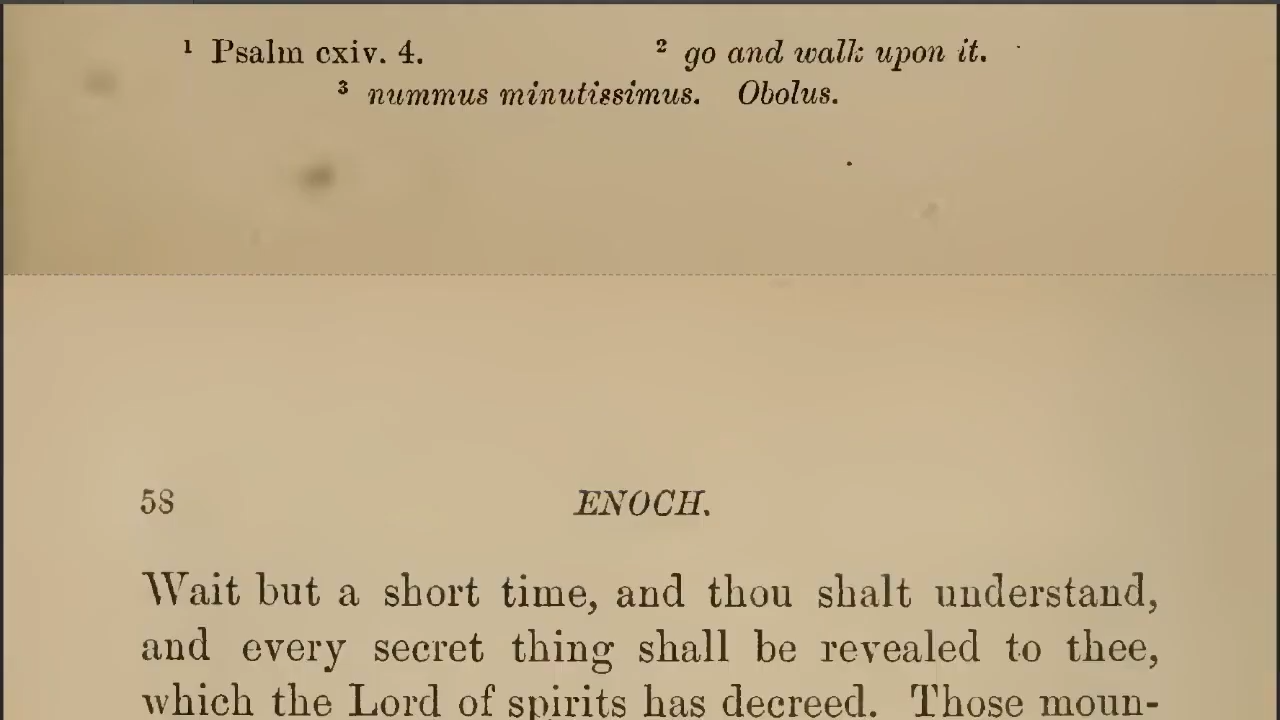 ¹ Psalm cxiv. 4. ² go and walk upon it.
³ nummus minutissimus. Obolus.
58 ENOCH.
Wait but a short time, and thou shalt understand,
and every secret thing shall be revealed to thee,
which the Lord of spirits has decreed. Those moun-